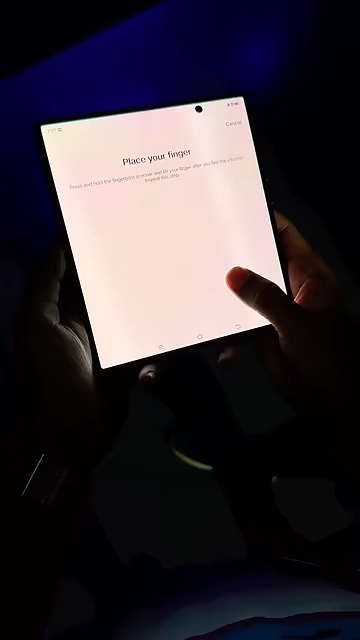 Cancel
Place your finger
Press and hold the fingerprint scanner and lift your finger after you feel the vibration.
Repeat this step.